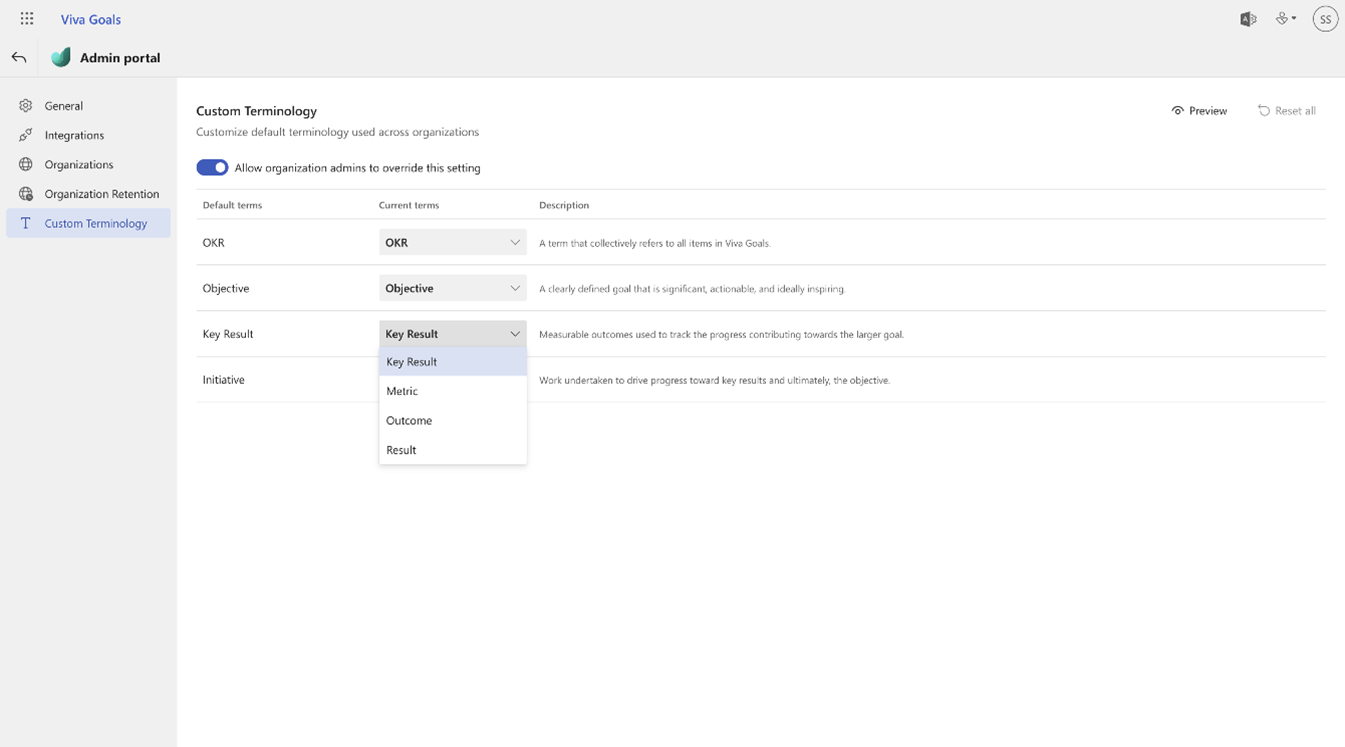 Viva Goals
SS
Admin portal
General
Integrations
Organizations
Organization Retention
Custom Terminology
Custom Terminology
Preview
Reset all
Customize default terminology used across organizations
Allow organization admins to override this setting
Default terms Current terms Description
OKR OKR A term that collectively refers to all items in Viva Goals.
Objective Objective A clearly defined goal that is significant, actionable, and ideally inspiring.
Key Result Key Result Measurable outcomes used to track the progress contributing towards the larger goal.
Key Result
Initiative Work undertaken to drive progress toward key results and ultimately, the objective.
Metric
Outcome
Result